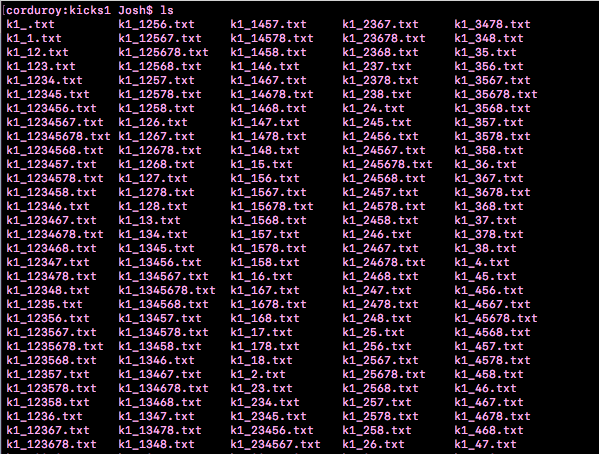 [corduroy:kicks1 Josh$ ls
k1_.txt k1_1256.txt k1_1457.txt k1_2367.txt k1_3478.txt
k1_1.txt k1_125678.txt k1_14578.txt k1_23678.txt k1_348.txt
k1_12.txt k1_12568.txt k1_1458.txt k1_2368.txt k1_35.txt
k1_123.txt k1_12568.txt k1_146.txt k1_237.txt k1_356.txt
k1_1234.txt k1_1257.txt k1_1467.txt k1_2378.txt k1_3567.txt
k1_12345.txt k1_12578.txt k1_14678.txt k1_238.txt k1_35678.txt
k1_123456.txt k1_1258.txt k1_1468.txt k1_24.txt k1_3568.txt
k1_1234567.txt k1_126.txt k1_147.txt k1_245.txt k1_357.txt
k1_12345678.txt k1_1267.txt k1_1478.txt k1_2456.txt k1_3578.txt
k1_1234568.txt k1_12678.txt k1_148.txt k1_24567.txt k1_358.txt
k1_123457.txt k1_1268.txt k1_15.txt k1_245678.txt k1_36.txt
k1_1234578.txt k1_127.txt k1_156.txt k1_24568.txt k1_367.txt
k1_123458.txt k1_1278.txt k1_1567.txt k1_2457.txt k1_3678.txt
k1_12346.txt k1_128.txt k1_15678.txt k1_24578.txt k1_368.txt
k1_123467.txt k1_13.txt k1_1568.txt k1_2458.txt k1_37.txt
k1_1234678.txt k1_134.txt k1_157.txt k1_246.txt k1_378.txt
k1_123468.txt k1_1345.txt k1_1578.txt k1_2467.txt k1_38.txt
k1_12347.txt k1_13456.txt k1_158.txt k1_24678.txt k1_4.txt
k1_123478.txt k1_134567.txt k1_16.txt k1_2468.txt k1_45.txt
k1_12348.txt k1_1345678.txt k1_167.txt k1_247.txt k1_456.txt
k1_1235.txt k1_134568.txt k1_1678.txt k1_2478.txt k1_4567.txt
k1_12356.txt k1_13457.txt k1_168.txt k1_248.txt k1_45678.txt
k1_123567.txt k1_134578.txt k1_17.txt k1_25.txt k1_4568.txt
k1_1235678.txt k1_13458.txt k1_178.txt k1_256.txt k1_457.txt
k1_123568.txt k1_1346.txt k1_18.txt k1_2567.txt k1_4578.txt
k1_12357.txt k1_13467.txt k1_2.txt k1_25678.txt k1_458.txt
k1_123578.txt k1_134678.txt k1_23.txt k1_2568.txt k1_46.txt
k1_12358.txt k1_13468.txt k1_234.txt k1_257.txt k1_467.txt
k1_1236.txt k1_1347.txt k1_2345.txt k1_2578.txt k1_4678.txt
k1_12367.txt k1_13478.txt k1_23456.txt k1_258.txt k1_468.txt
k1_123678.txt k1_1348.txt k1_234567.txt k1_26.txt k1_47.txt